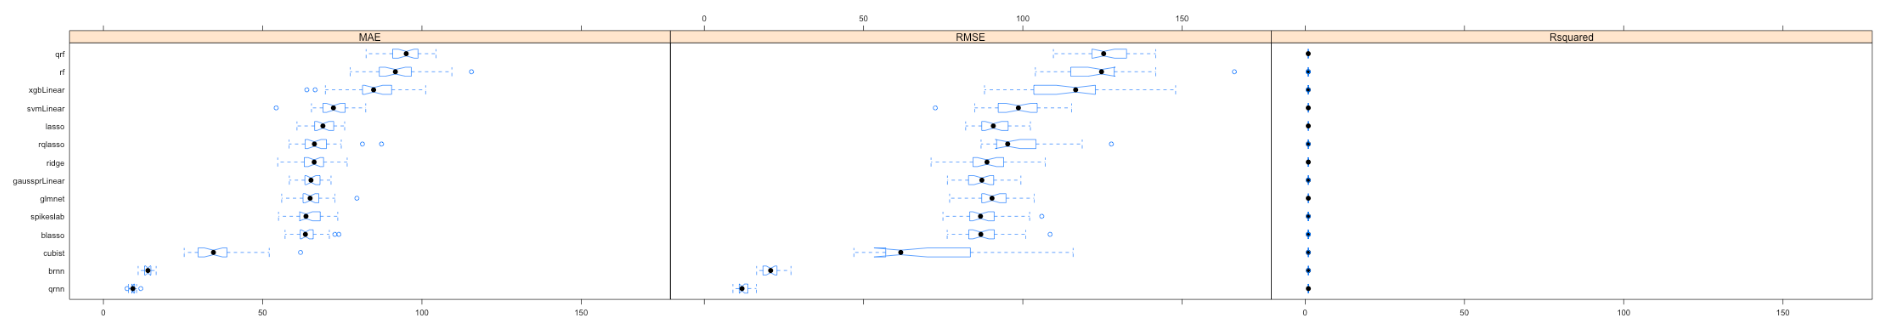 0 50 100 150
MAE RMSE Rsquared
qrf
rf
xgbLinear
svmLinear
lasso
rqlasso
ridge
gaussprLinear
glmnet
spikeslab
blasso
cubist
brnn
qrnn
0 50 100 150 0 50 100 150